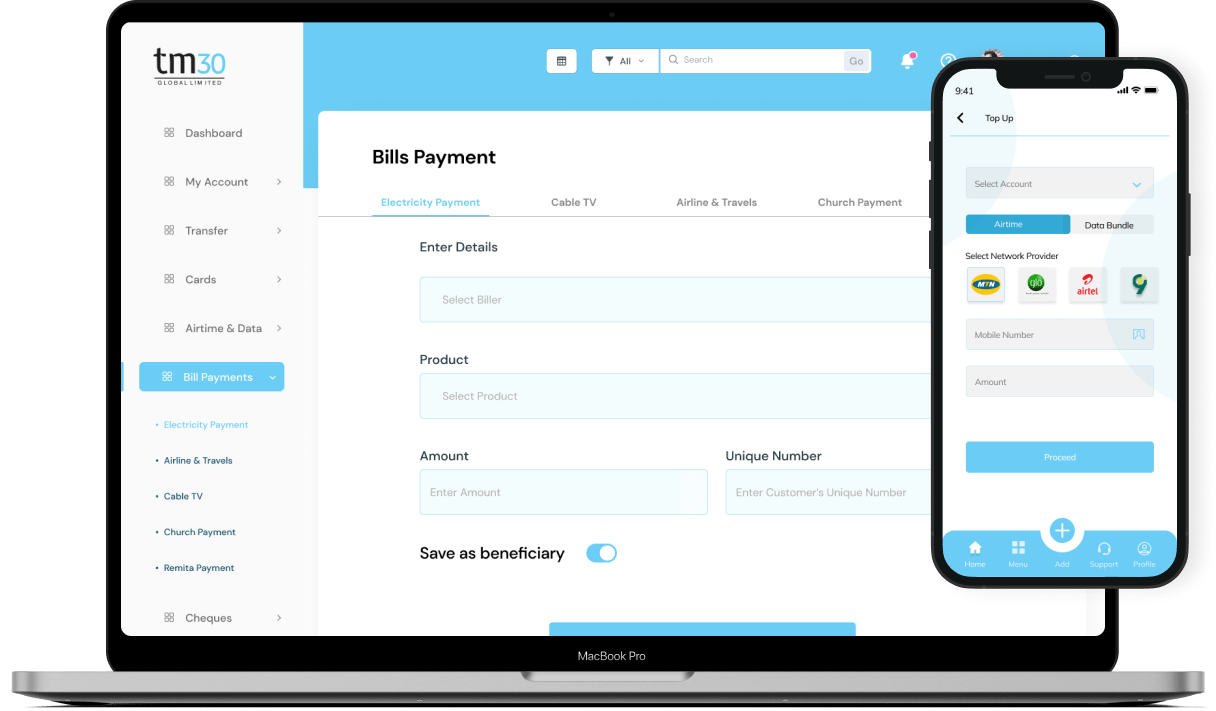 tm30
GLOBAL LIMITED
Dashboard
My Account
Transfer
Cards
Airtime & Data
Bill Payments
• Electricity Payment
• Airline & Travels
• Cable TV
• Church Payment
• Remita Payment
Cheques
All
Search
Go
Bills Payment
Electricity Payment
Cable TV
Airline & Travels
Church Payment
Enter Details
Select Biller
Product
Select Product
Amount
Unique Number
Enter Amount
Enter Customer's Unique Number
Save as beneficiary
MacBook Pro
9:41
Top Up
Select Account
Airtime
Data Bundle
Select Network Provider
MTN
glo
airtel
9
Mobile Number
Amount
Proceed
Home
Menu
Add
Support
Profile